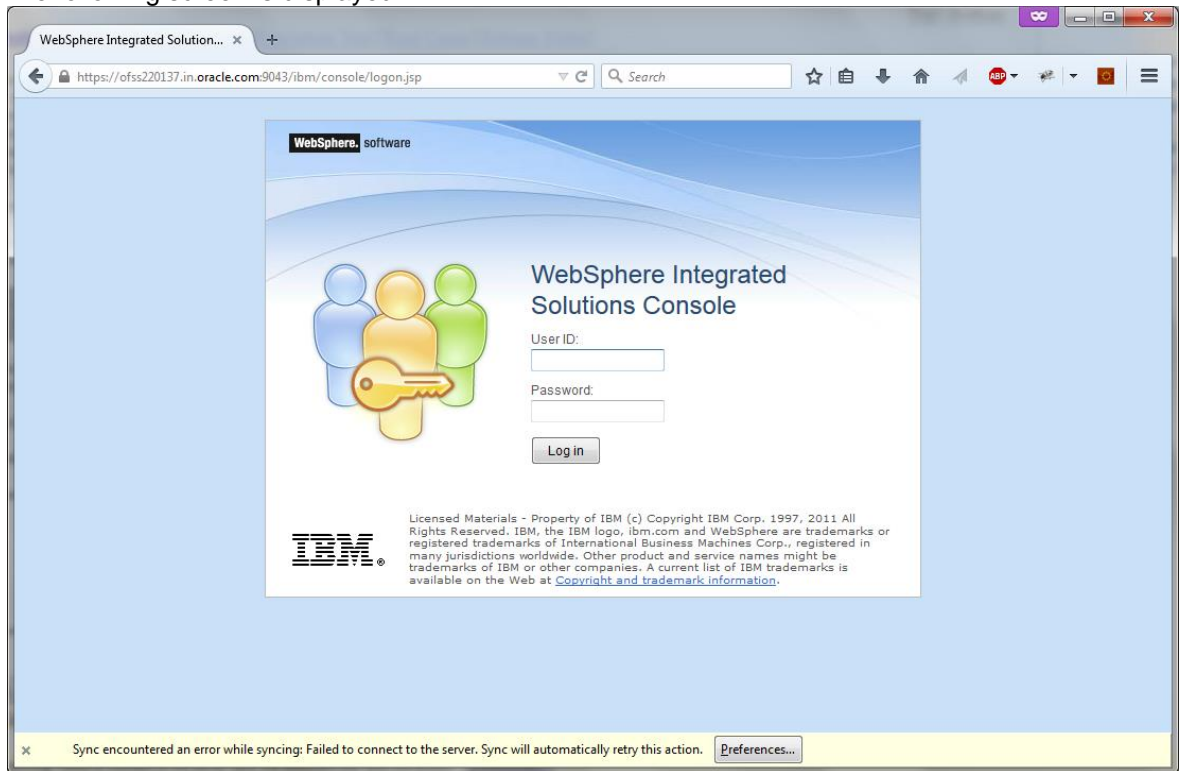 WebSphere Integrated Solution... × +
https://ofss220137.in.oracle.com:9043/ibm/console/logon.jsp Search ABP
WebSphere. software
WebSphere Integrated
Solutions Console
User ID:
Password:
Log in
IBM®
Licensed Materials - Property of IBM (c) Copyright IBM Corp. 1997, 2011 All
Rights Reserved. IBM, the IBM logo, ibm.com and WebSphere are trademarks or
registered trademarks of International Business Machines Corp., registered in
many jurisdictions worldwide. Other product and service names might be
trademarks of IBM or other companies. A current list of IBM trademarks is
available on the Web at Copyright and trademark information.
× Sync encountered an error while syncing: Failed to connect to the server. Sync will automatically retry this action. Preferences...